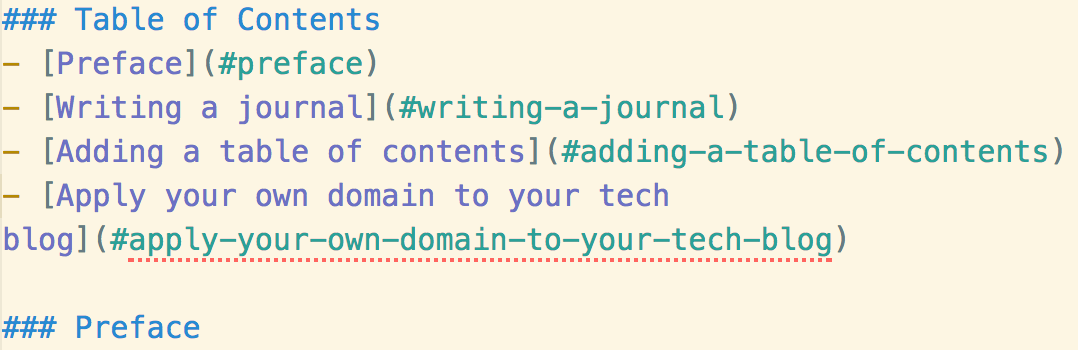 ### Table of Contents
- [Preface](#preface)
- [Writing a journal](#writing-a-journal)
- [Adding a table of contents](#adding-a-table-of-contents)
- [Apply your own domain to your tech
blog](#apply-your-own-domain-to-your-tech-blog)
### Preface